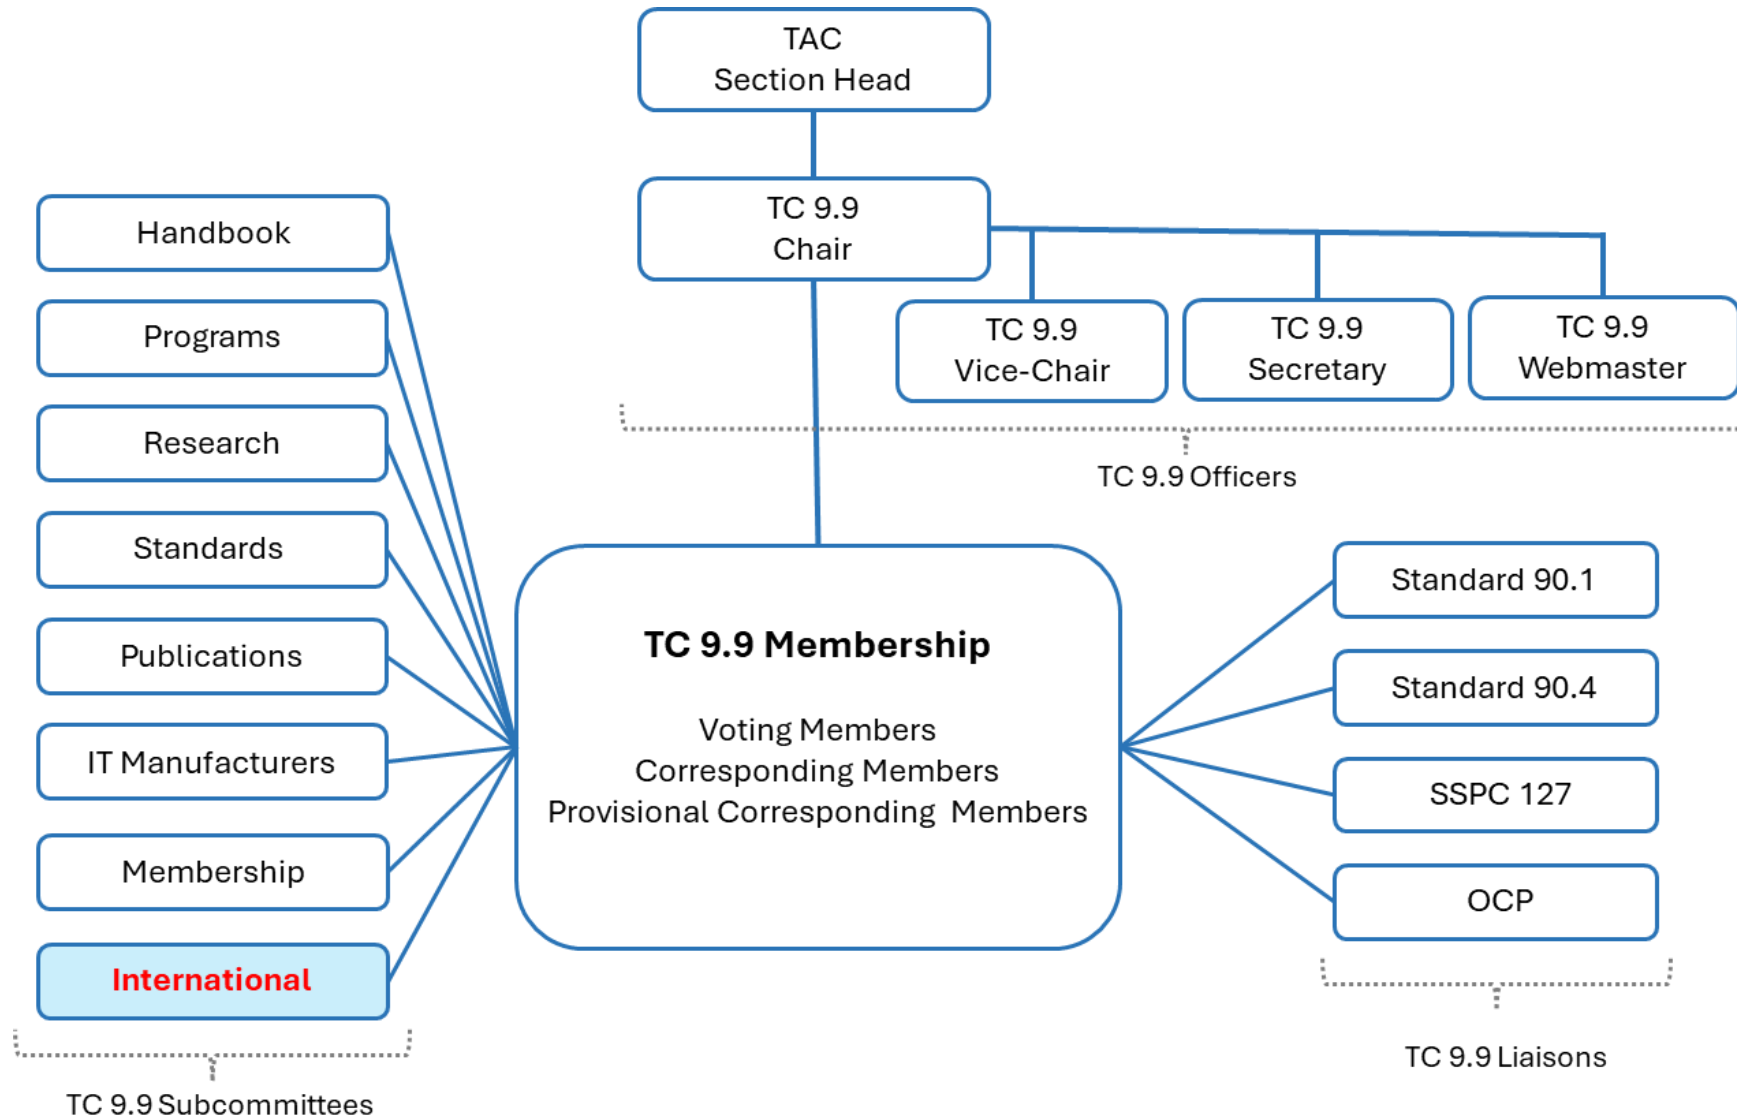 TAC
Section Head
TC 9.9
Chair
TC 9.9
Vice-Chair
TC 9.9
Secretary
TC 9.9
Webmaster
TC 9.9 Officers
Handbook
Programs
Research
Standards
Publications
IT Manufacturers
Membership
International
TC 9.9 Subcommittees
TC 9.9 Membership
Voting Members
Corresponding Members
Provisional Corresponding  Members
Standard 90.1
Standard 90.4
SSPC 127
OCP
TC 9.9 Liaisons